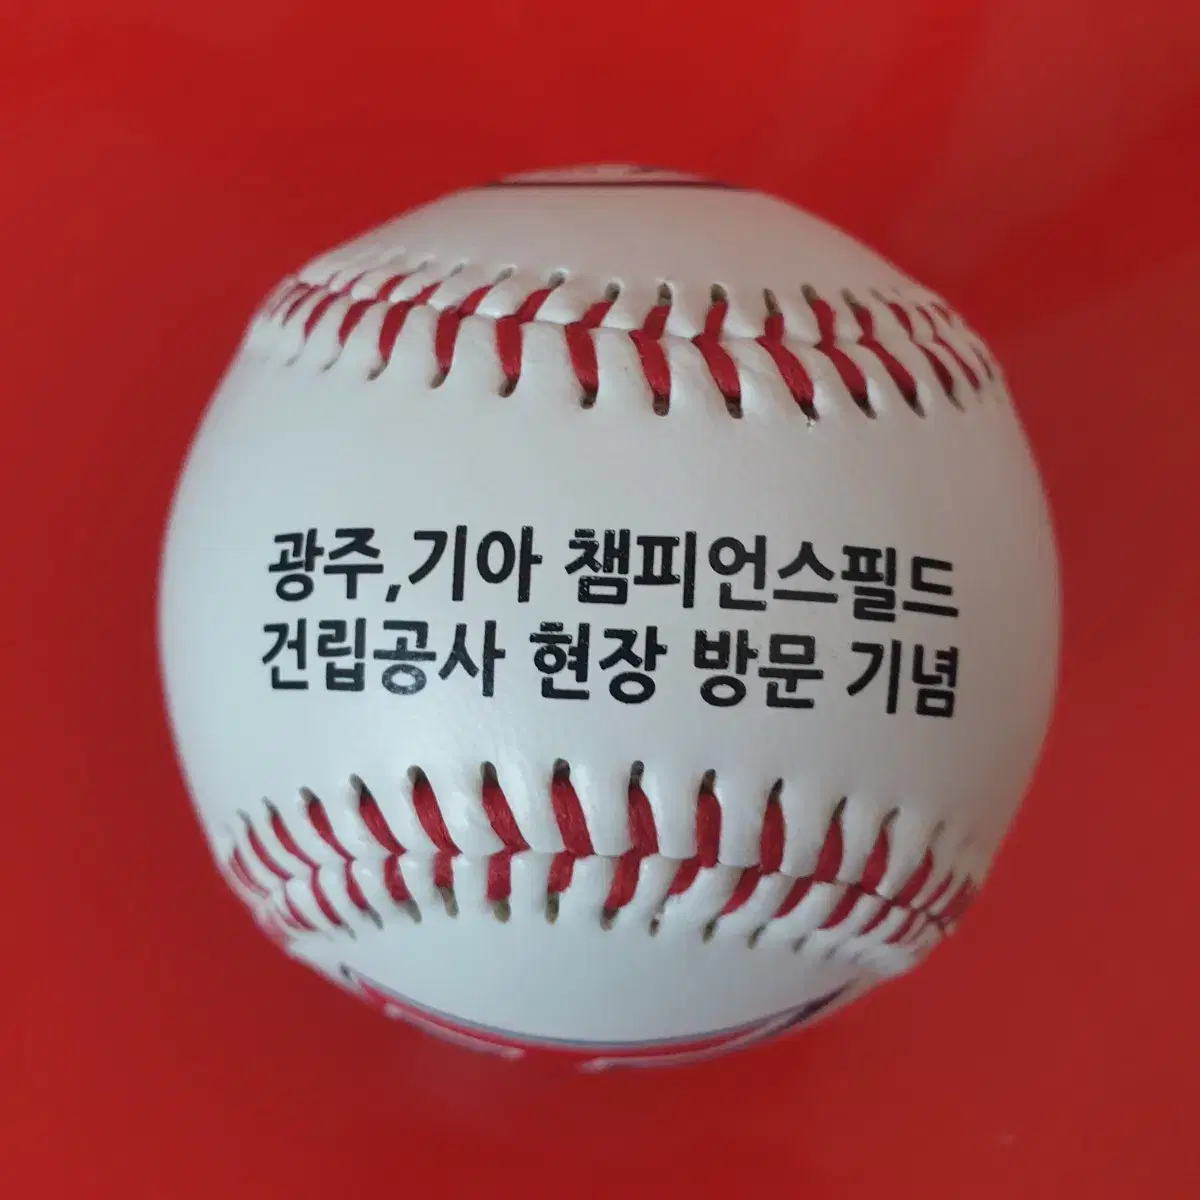 광주,기아 챔피언스필드
건립공사 현장 방문 기념